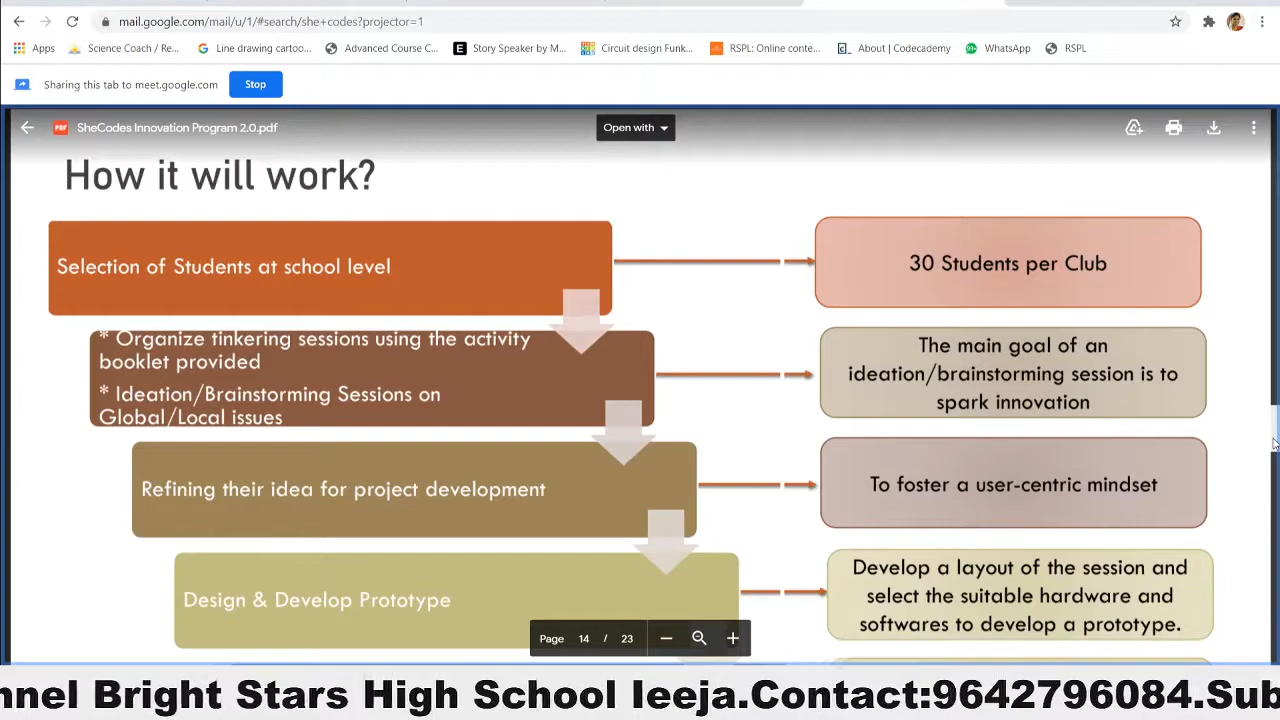 mail.google.com/mail/u/1/#search/she+codes?projector=1
Apps Science Coach / Re... Line drawing cartoo... Advanced Course C... Story Speaker by M... Circuit design Funk... RSPL: Online conte... About | Codecademy WhatsApp RSPL
Sharing this tab to meet.google.com Stop
PDF SheCodes Innovation Program 2.0.pdf Open with
How it will work?
Selection of Students at school level
30 Students per Club
* Organize tinkering sessions using the activity
booklet provided
* Ideation/Brainstorming Sessions on
Global/Local issues
The main goal of an
ideation/brainstorming session is to
spark innovation
Refining their idea for project development
To foster a user-centric mindset
Design & Develop Prototype
Develop a layout of the session and
select the suitable hardware and
softwares to develop a prototype.
Page 14 / 23
nnel Bright Stars High School Ieeja.Contact:9642796084.Sub